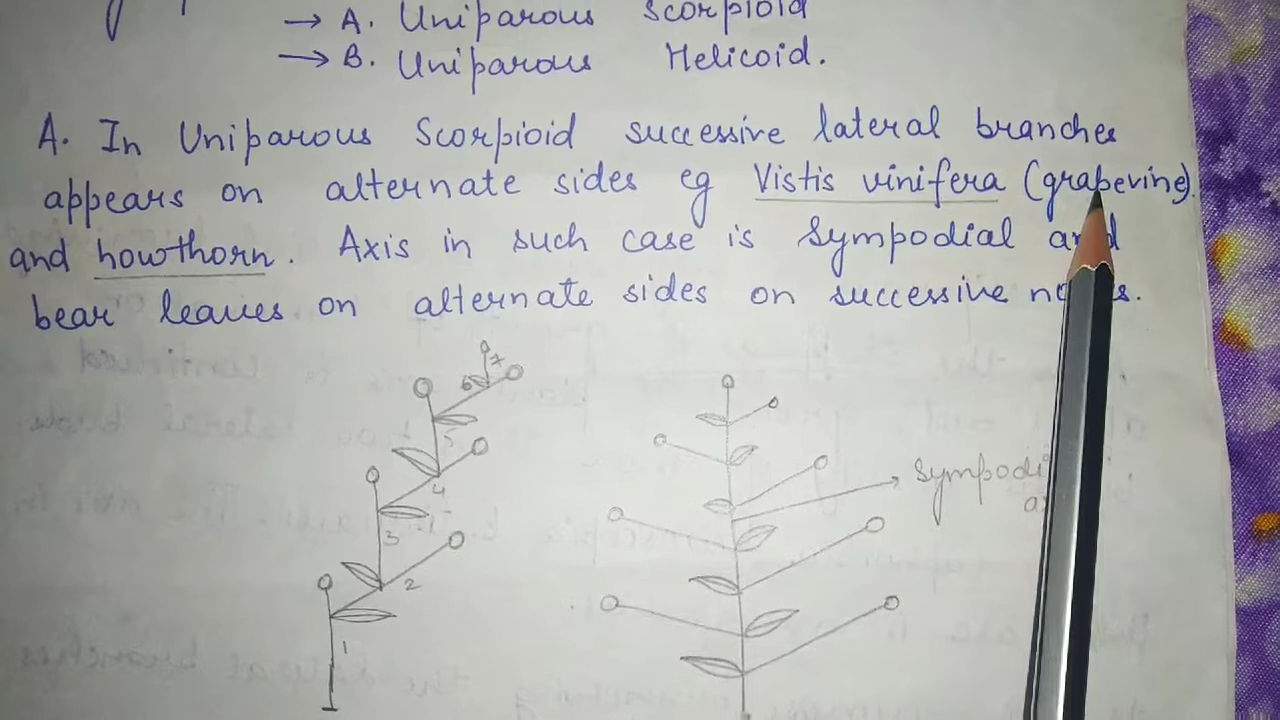 → A. Uniparous Scorpioid
→ B. Uniparous Helicoid.
A. In Uniparous Scorpioid successive lateral branches
appears on alternate sides eg Vistis vinifera (grapevine).
and howthorn. Axis in such case is Sympodial and
bear leaves on alternate sides on successive
7
6
5
4
3
2
1
Sympodi